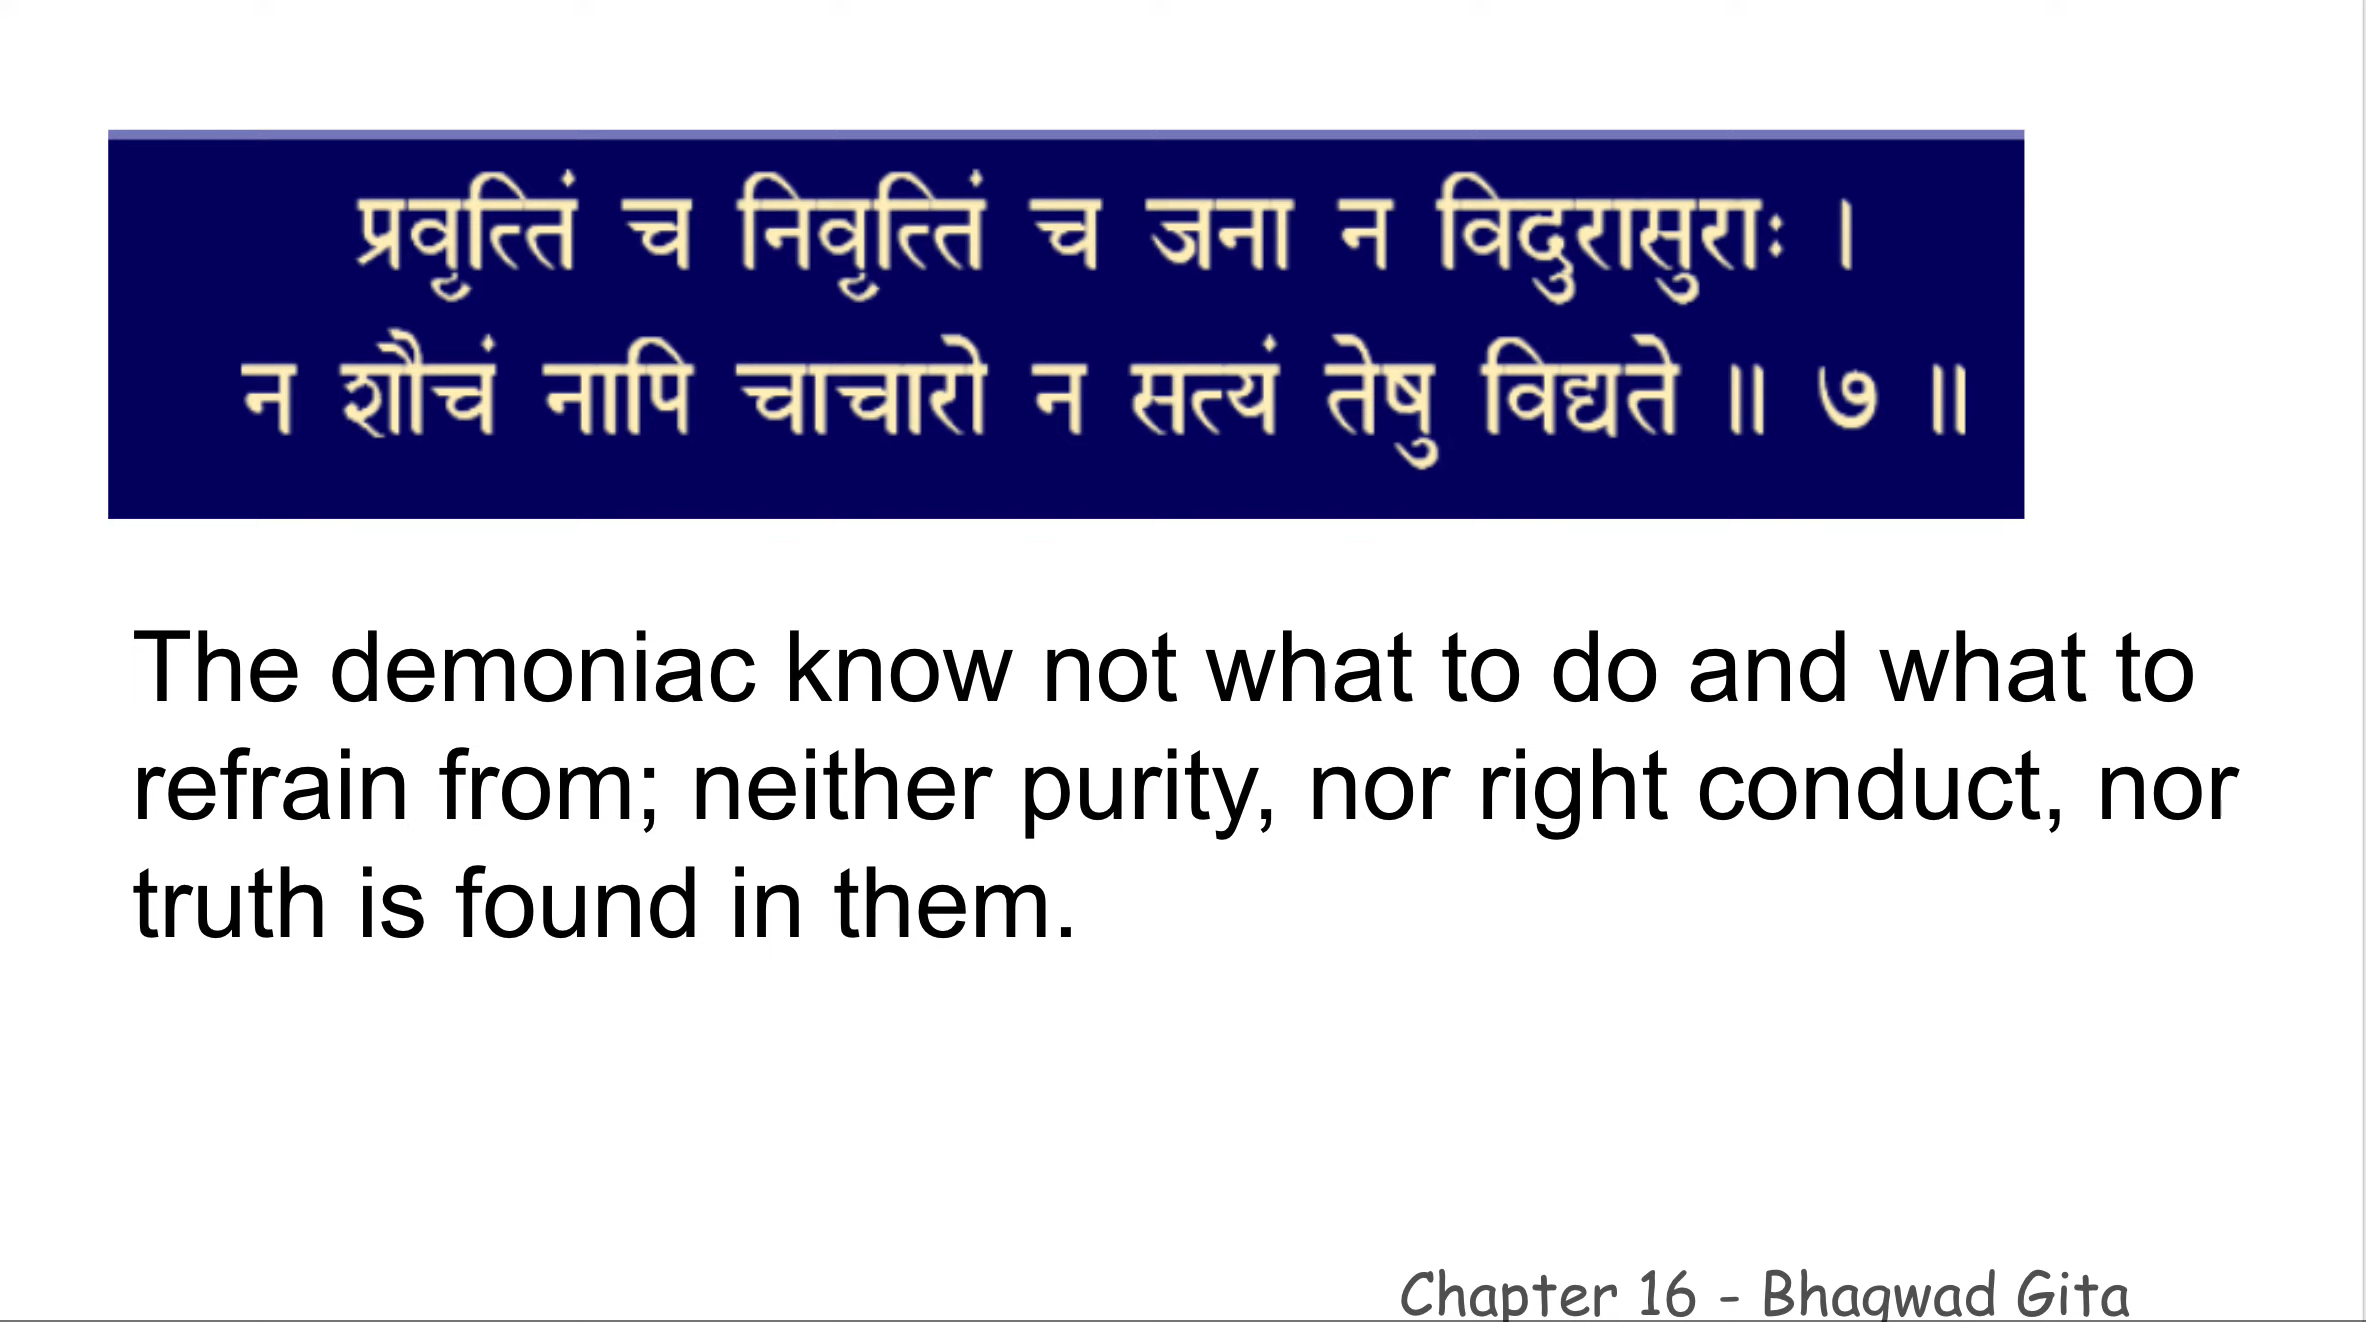 प्रवृत्तिं च निवृत्तिं च जना न विदुरासुराः ।
न शौचं नापि चाचारो न सत्यं तेषु विद्यते ॥ ७ ॥
The demoniac know not what to do and what to
refrain from; neither purity, nor right conduct, nor
truth is found in them.
Chapter 16 - Bhagwad Gita